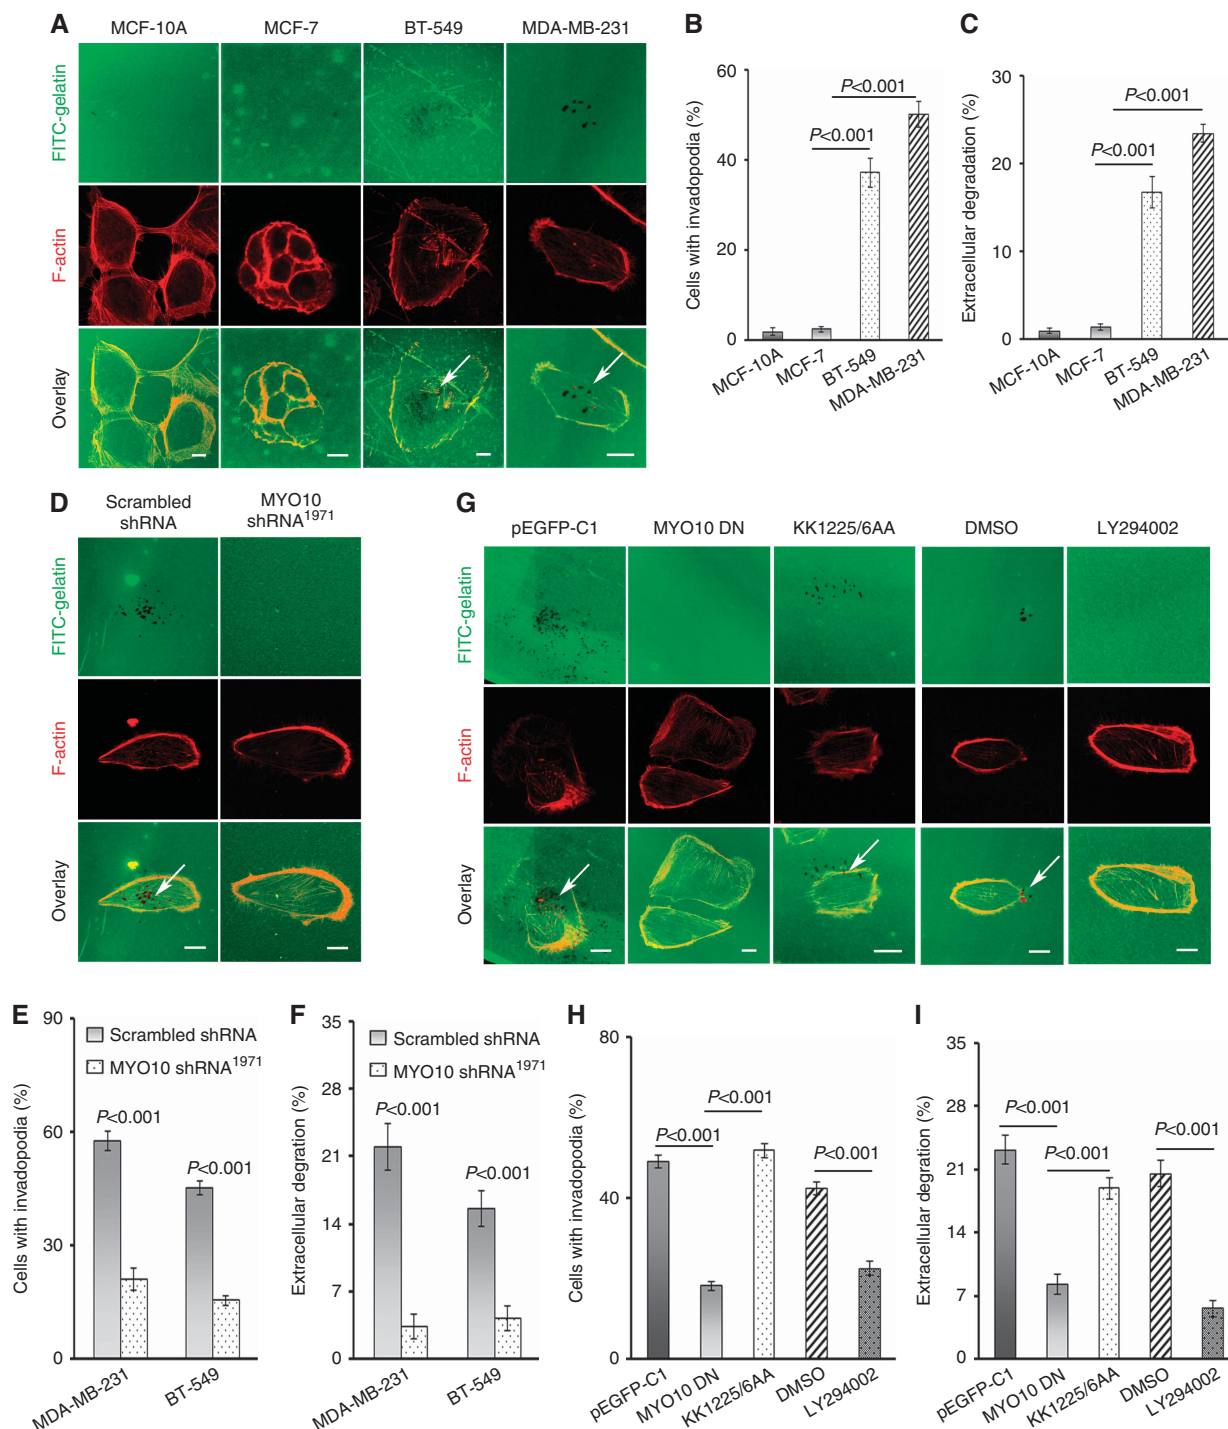 A
MCF-10A MCF-7 BT-549 MDA-MB-231
FITC-gelatin
F-actin
Overlay
B
Cells with invadopodia (%)
60
40
20
0
P<0.001
P<0.001
MCF-10A
MCF-7
BT-549
MDA-MB-231
C
Extracellular degradation (%)
30
20
10
0
P<0.001
P<0.001
MCF-10A
MCF-7
BT-549
MDA-MB-231
D
Scrambled shRNA
MYO10 shRNA1971
FITC-gelatin
F-actin
Overlay
G
pEGFP-C1 MYO10 DN KK1225/6AA DMSO LY294002
FITC-gelatin
F-actin
Overlay
E
Cells with invadopodia (%)
90
60
30
0
Scrambled shRNA
MYO10 shRNA1971
P<0.001
P<0.001
MDA-MB-231
BT-549
F
Extracellular degrdation (%)
35
28
21
14
7
0
Scrambled shRNA
MYO10 shRNA1971
P<0.001
P<0.001
MDA-MB-231
BT-549
H
Cells with invadopodia (%)
80
40
0
P<0.001
P<0.001
P<0.001
pEGFP-C1
MYO10 DN
KK1225/6AA
DMSO
LY294002
I
Extracellular degrdation (%)
35
28
21
14
7
0
P<0.001
P<0.001
P<0.001
pEGFP-C1
MYO10 DN
KK1225/6AA
DMSO
LY294002